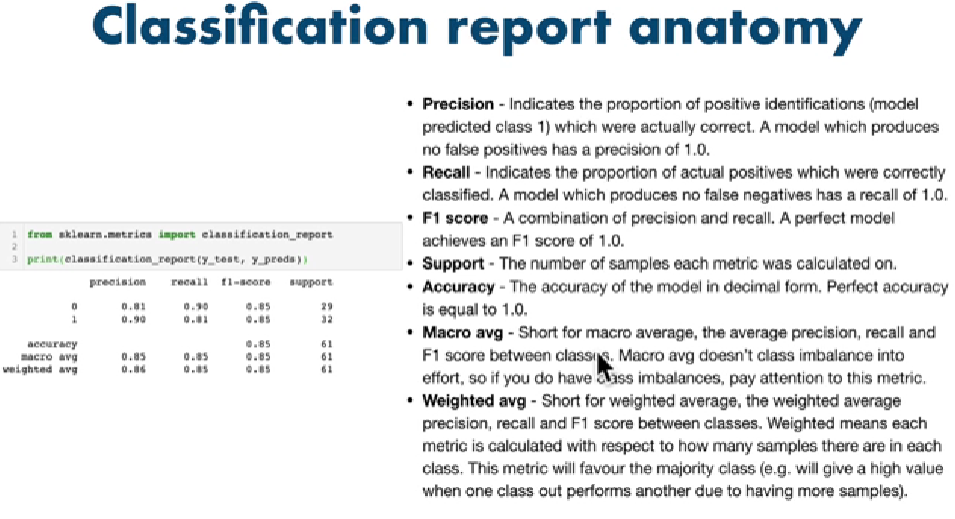 Classification report anatomy
• Precision - Indicates the proportion of positive identifications (model
predicted class 1) which were actually correct. A model which produces
no false positives has a precision of 1.0.
• Recall - Indicates the proportion of actual positives which were correctly
classified. A model which produces no false negatives has a recall of 1.0.
• F1 score - A combination of precision and recall. A perfect model
achieves an F1 score of 1.0.
• Support - The number of samples each metric was calculated on.
• Accuracy - The accuracy of the model in decimal form. Perfect accuracy
is equal to 1.0.
• Macro avg - Short for macro average, the average precision, recall and
F1 score between classes. Macro avg doesn't class imbalance into
effort, so if you do have class imbalances, pay attention to this metric.
• Weighted avg - Short for weighted average, the weighted average
precision, recall and F1 score between classes. Weighted means each
metric is calculated with respect to how many samples there are in each
class. This metric will favour the majority class (e.g. will give a high value
when one class out performs another due to having more samples).
1 from sklearn.metrics import classification_report
2
3 print(classification_report(y_test, y_preds))
precision recall f1-score support
0 0.81 0.90 0.85 29
1 0.90 0.81 0.85 32
accuracy 0.85 61
macro avg 0.85 0.85 0.85 61
weighted avg 0.86 0.85 0.85 61